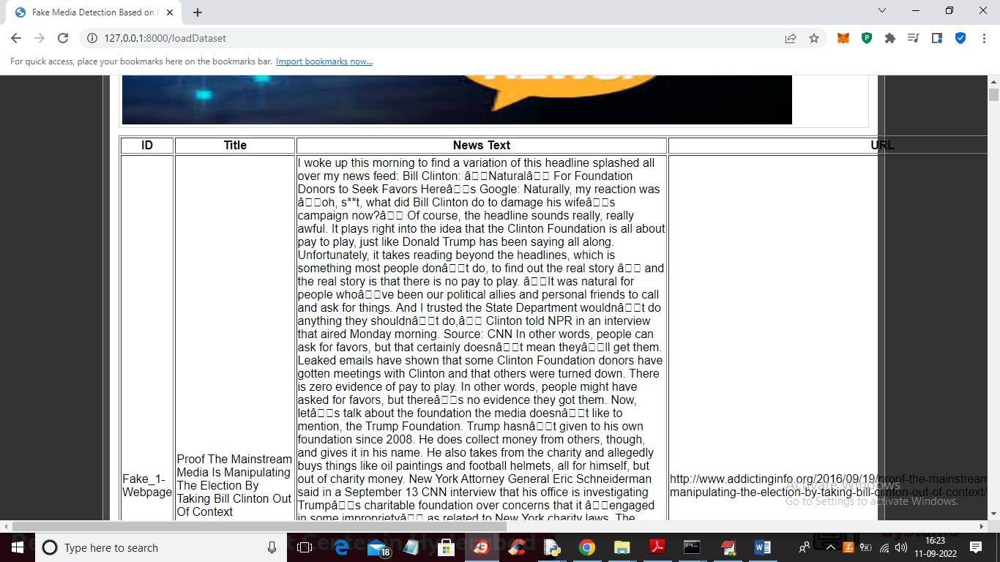 Fake Media Detection Based on N
127.0.0.1:8000/loadDataset
For quick access, place your bookmarks here on the bookmarks bar. Import bookmarks now...
ID Title News Text URL
I woke up this morning to find a variation of this headline splashed all
over my news feed: Bill Clinton: â□□Naturalâ□□ For Foundation
Donors to Seek Favors Hereâ□□s Google: Naturally, my reaction was
â□□oh, s**t, what did Bill Clinton do to damage his wifeâ□□s
campaign now?â□□ Of course, the headline sounds really, really
awful. It plays right into the idea that the Clinton Foundation is all about
pay to play, just like Donald Trump has been saying all along.
Unfortunately, it takes reading beyond the headlines, which is
something most people donâ□□t do, to find out the real story â□□ and
the real story is that there is no pay to play. â□□It was natural for
people whoâ□□ve been our political allies and personal friends to call
and ask for things. And I trusted the State Department wouldnâ□□t do
anything they shouldnâ□□t do,â□□ Clinton told NPR in an interview
that aired Monday morning. Source: CNN In other words, people can
ask for favors, but that certainly doesnâ□□t mean theyâ□□ll get them.
Leaked emails have shown that some Clinton Foundation donors have
gotten meetings with Clinton and that others were turned down. There
is zero evidence of pay to play. In other words, people might have
asked for favors, but thereâ□□s no evidence they got them. Now,
letâ□□s talk about the foundation the media doesnâ□□t like to
mention, the Trump Foundation. Trump hasnâ□□t given to his own
foundation since 2008. He does collect money from others, though,
and gives it in his name. He also takes from the charity and allegedly
buys things like oil paintings and football helmets, all for himself, but
out of charity money. New York Attorney General Eric Schneiderman
said in a September 13 CNN interview that his office is investigating
Trumpâ□□s charitable foundation over concerns that it â□□engaged
in some improprietyâ□□ as related to New York charity laws. The
Fake_1-
Webpage
Proof The Mainstream
Media Is Manipulating
The Election By
Taking Bill Clinton Out
Of Context
http://www.addictinginfo.org/2016/09/19/proof-the-mainstream
manipulating-the-election-by-taking-bill-clinton-out-of-context/
Activate Windows
Go to Settings to activate Windows.
Type here to search
18
16:23
11-09-2022